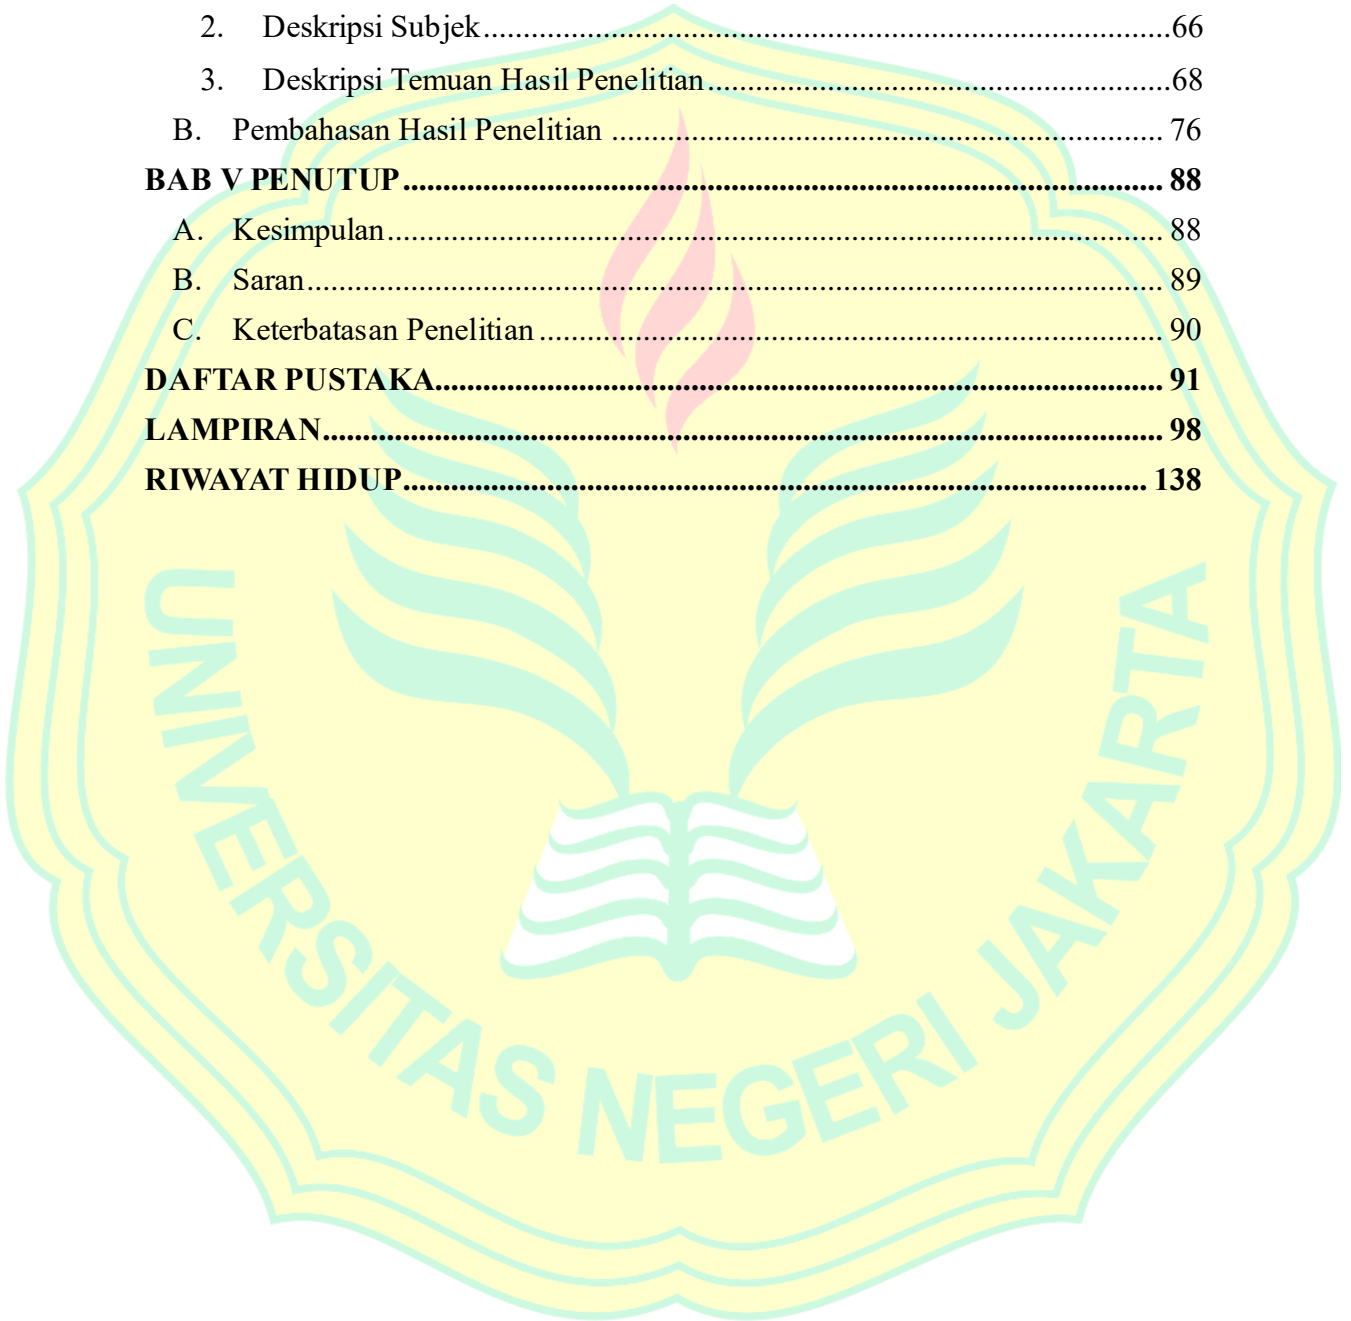 2. Deskripsi Subjek......................................................................................66
3. Deskripsi Temuan Hasil Penelitian..........................................................68
B. Pembahasan Hasil Penelitian ..................................................................... 76
BAB V PENUTUP............................................................................................... 88
A. Kesimpulan................................................................................................. 88
B. Saran........................................................................................................... 89
C. Keterbatasan Penelitian .............................................................................. 90
DAFTAR PUSTAKA........................................................................................... 91
LAMPIRAN......................................................................................................... 98
RIWAYAT HIDUP............................................................................................. 138
UNIVERSITAS NEGERI JAKARTA